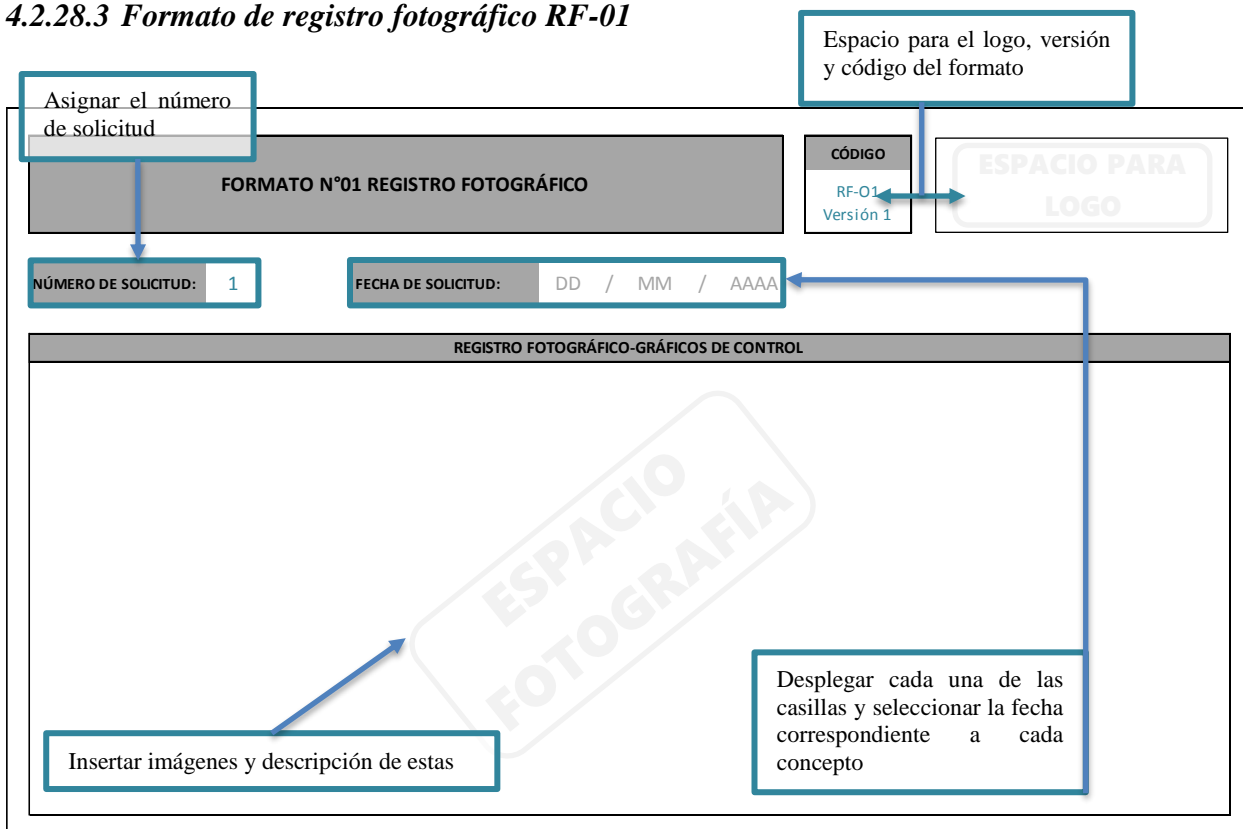 4.2.28.3 Formato de registro fotográfico RF-01
Espacio para el logo, versión
y código del formato
Asignar el número
de solicitud
FORMATO N°01 REGISTRO FOTOGRÁFICO
CÓDIGO
RF-O1
Versión 1
ESPACIO PARA
LOGO
NÚMERO DE SOLICITUD: 1
FECHA DE SOLICITUD: DD / MM / AAAA
REGISTRO FOTOGRÁFICO-GRÁFICOS DE CONTROL
ESPACIO
FOTOGRAFÍA
Desplegar cada una de las
casillas y seleccionar la fecha
correspondiente a cada
concepto
Insertar imágenes y descripción de estas